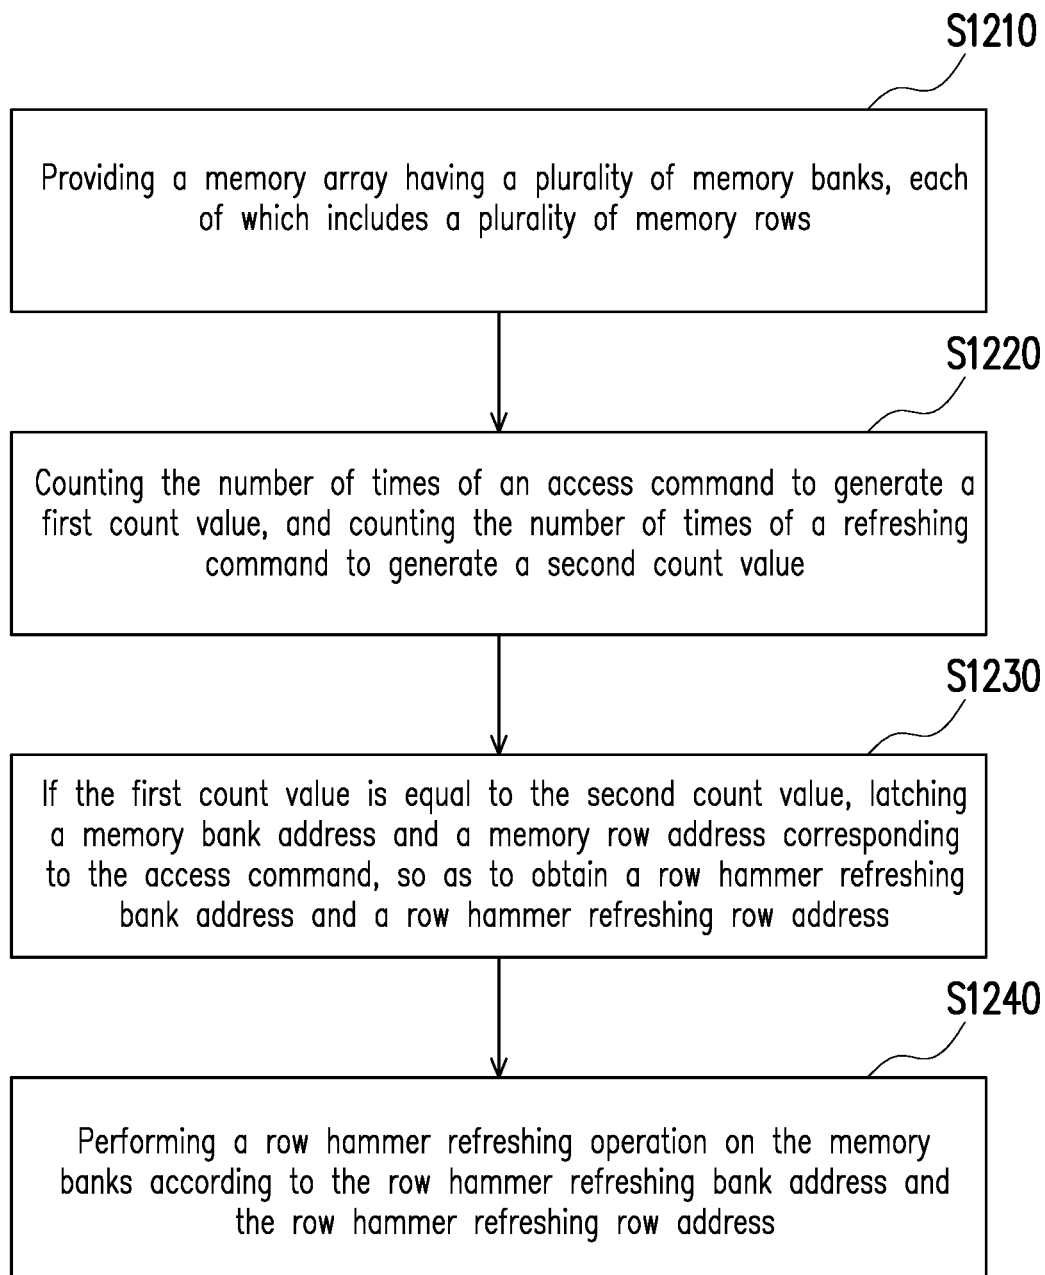 S1210
Providing a memory array having a plurality of memory banks, each
of which includes a plurality of memory rows
S1220
Counting the number of times of an access command to generate a
first count value, and counting the number of times of a refreshing
command to generate a second count value
S1230
If the first count value is equal to the second count value, latching
a memory bank address and a memory row address corresponding
to the access command, so as to obtain a row hammer refreshing
bank address and a row hammer refreshing row address
S1240
Performing a row hammer refreshing operation on the memory
banks according to the row hammer refreshing bank address and
the row hammer refreshing row address